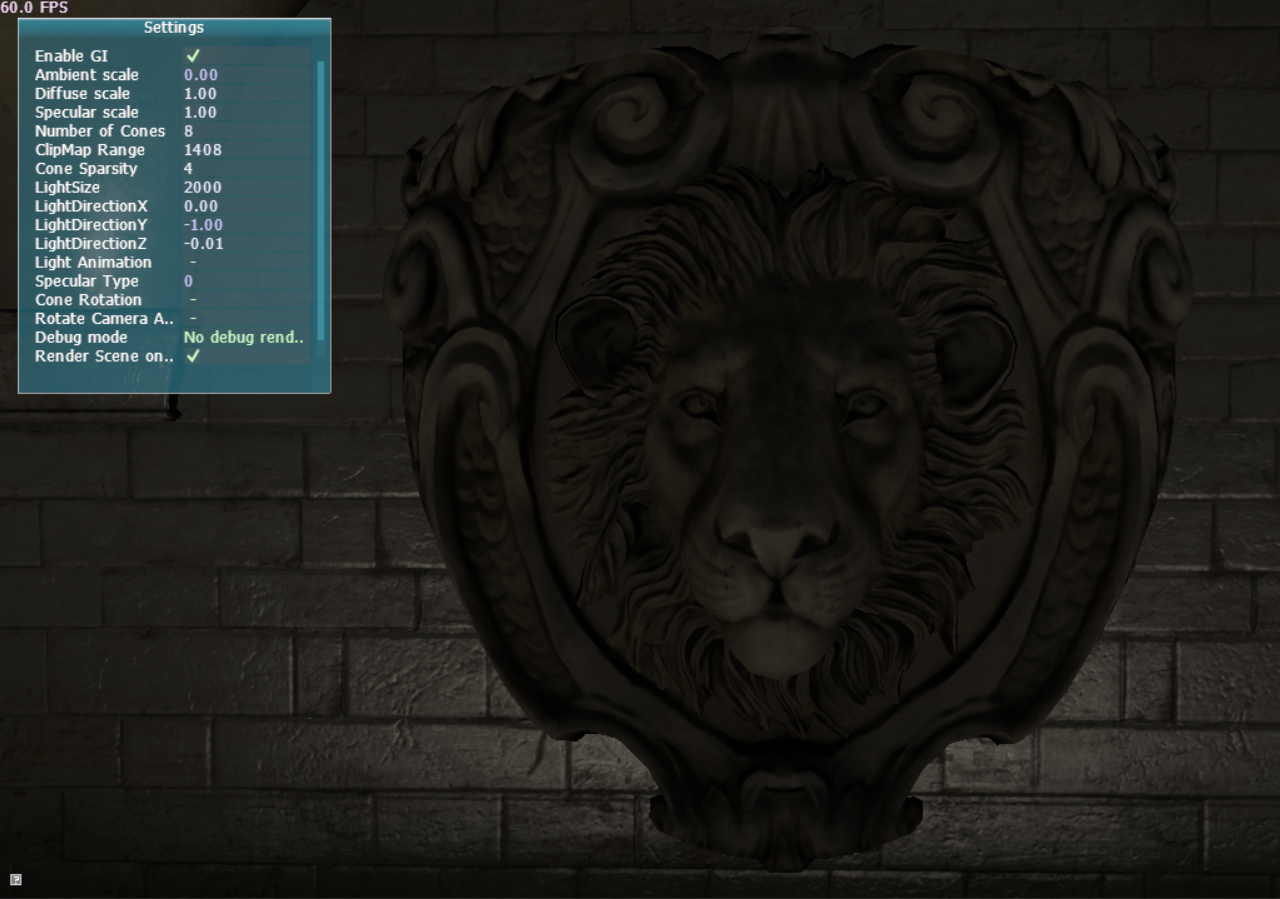 60.0 FPS
Settings
Enable GI
Ambient scale 0.00
Diffuse scale 1.00
Specular scale 1.00
Number of Cones 8
ClipMap Range 1408
Cone Sparsity 4
LightSize 2000
LightDirectionX 0.00
LightDirectionY -1.00
LightDirectionZ -0.01
Light Animation -
Specular Type 0
Cone Rotation -
Rotate Camera A.. -
Debug mode No debug rend..
Render Scene on..
?